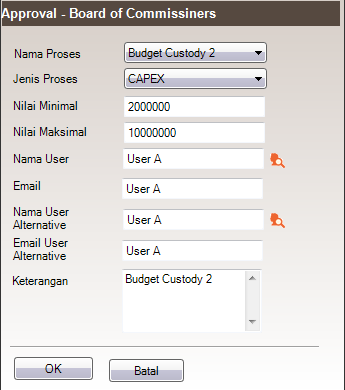 Approval - Board of Commissiners
Nama Proses Budget Custody 2
Jenis Proses CAPEX
Nilai Minimal 2000000
Nilai Maksimal 10000000
Nama User User A
Email User A
Nama User
Alternative User A
Email User
Alternative User A
Keterangan Budget Custody 2
OK Batal